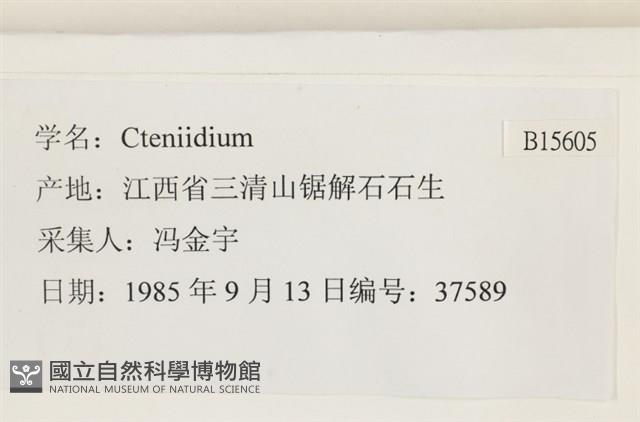 学名：Cteniidium
B15605
产地：江西省三清山锯解石石生
采集人：冯金宇
日期：1985 年 9 月 13 日编号：37589
國立自然科學博物館
NATIONAL MUSEUM OF NATURAL SCIENCE